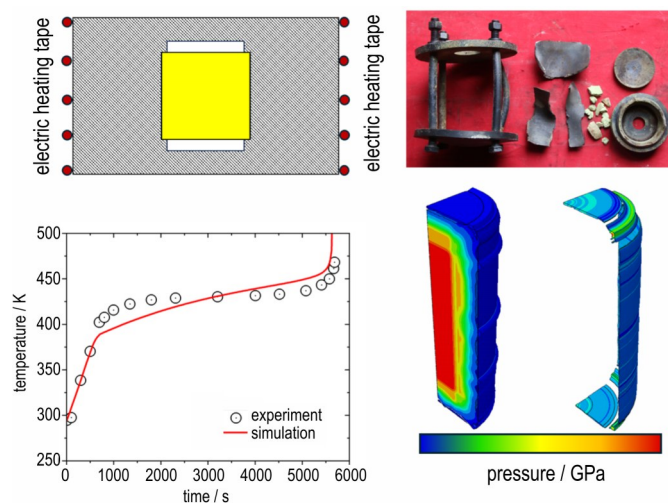 electric heating tape
electric heating tape
temperature / K
500
450
400
350
300
250
experiment
simulation
0
1000
2000
3000
4000
5000
6000
time / s
pressure / GPa